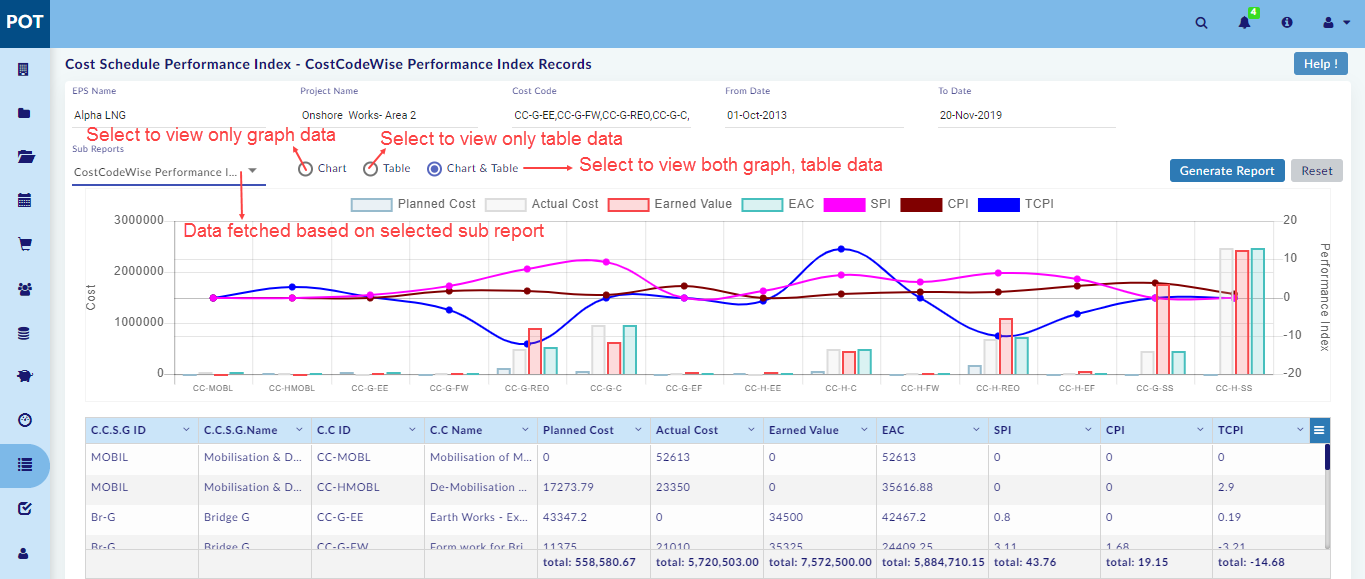 POT
4
Cost Schedule Performance Index - CostCodeWise Performance Index Records
Help !
EPS Name Project Name Cost Code From Date To Date
Alpha LNG Onshore Works- Area 2 CC-G-EE,CC-G-FW,CC-G-REO,CC-G-C, 01-Oct-2013 20-Nov-2019
Select to view only graph data
Select to view only table data
Sub Reports
CostCodeWise Performance I...
Chart Table Chart & Table
Select to view both graph, table data
Generate Report Reset
Planned Cost Actual Cost Earned Value EAC SPI CPI TCPI
Data fetched based on selected sub report
3000000 20
2000000 10
1000000 0
-10
0 -20
Cost
Performance Index
CC-MOBL CC-HMOBL CC-G-EE CC-G-FW CC-G-REO CC-G-C CC-G-EF CC-H-EE CC-H-C CC-H-FW CC-H-REO CC-H-EF CC-G-SS CC-H-SS
C.C.S.G ID C.C.S.G.Name C.C ID C.C Name Planned Cost Actual Cost Earned Value EAC SPI CPI TCPI
MOBIL Mobilisation & D... CC-MOBL Mobilisation of M... 0 52613 0 52613 0 0 0
MOBIL Mobilisation & D... CC-HMOBL De-Mobilisation ... 17273.79 23350 0 35616.88 0 0 2.9
Br-G Bridge G CC-G-EE Earth Works - Ex... 43347.2 0 34500 42467.2 0.8 0 0.19
Br-G Bridge G CC-G-FW Form work for Bri... 11375 21010 35325 24409.25 3.11 1.68 -3.21
total: 558,580.67 total: 5,720,503.00 total: 7,572,500.00 total: 5,884,710.15 total: 43.76 total: 19.15 total: -14.68